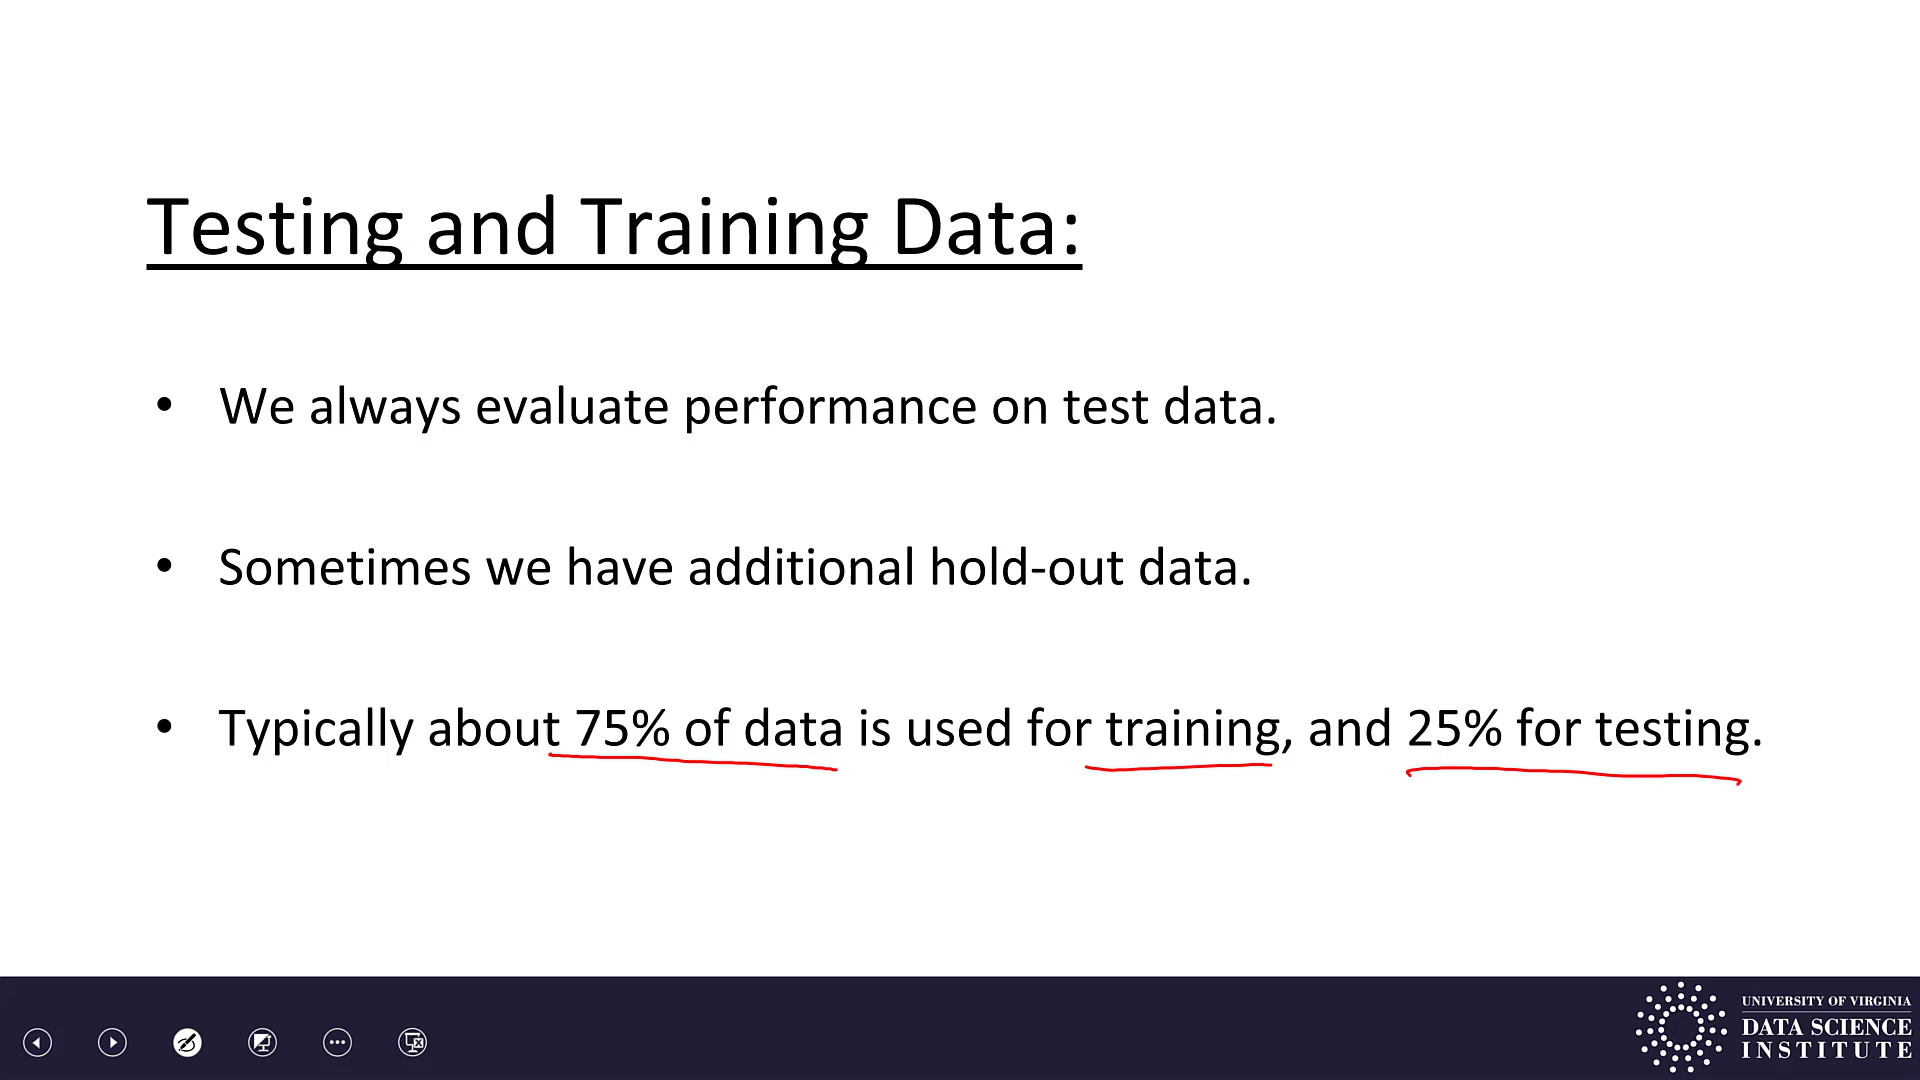 Testing and Training Data:
• We always evaluate performance on test data.
• Sometimes we have additional hold-out data.
• Typically about 75% of data is used for training, and 25% for testing.
UNIVERSITY OF VIRGINIA
DATA SCIENCE
INSTITUTE